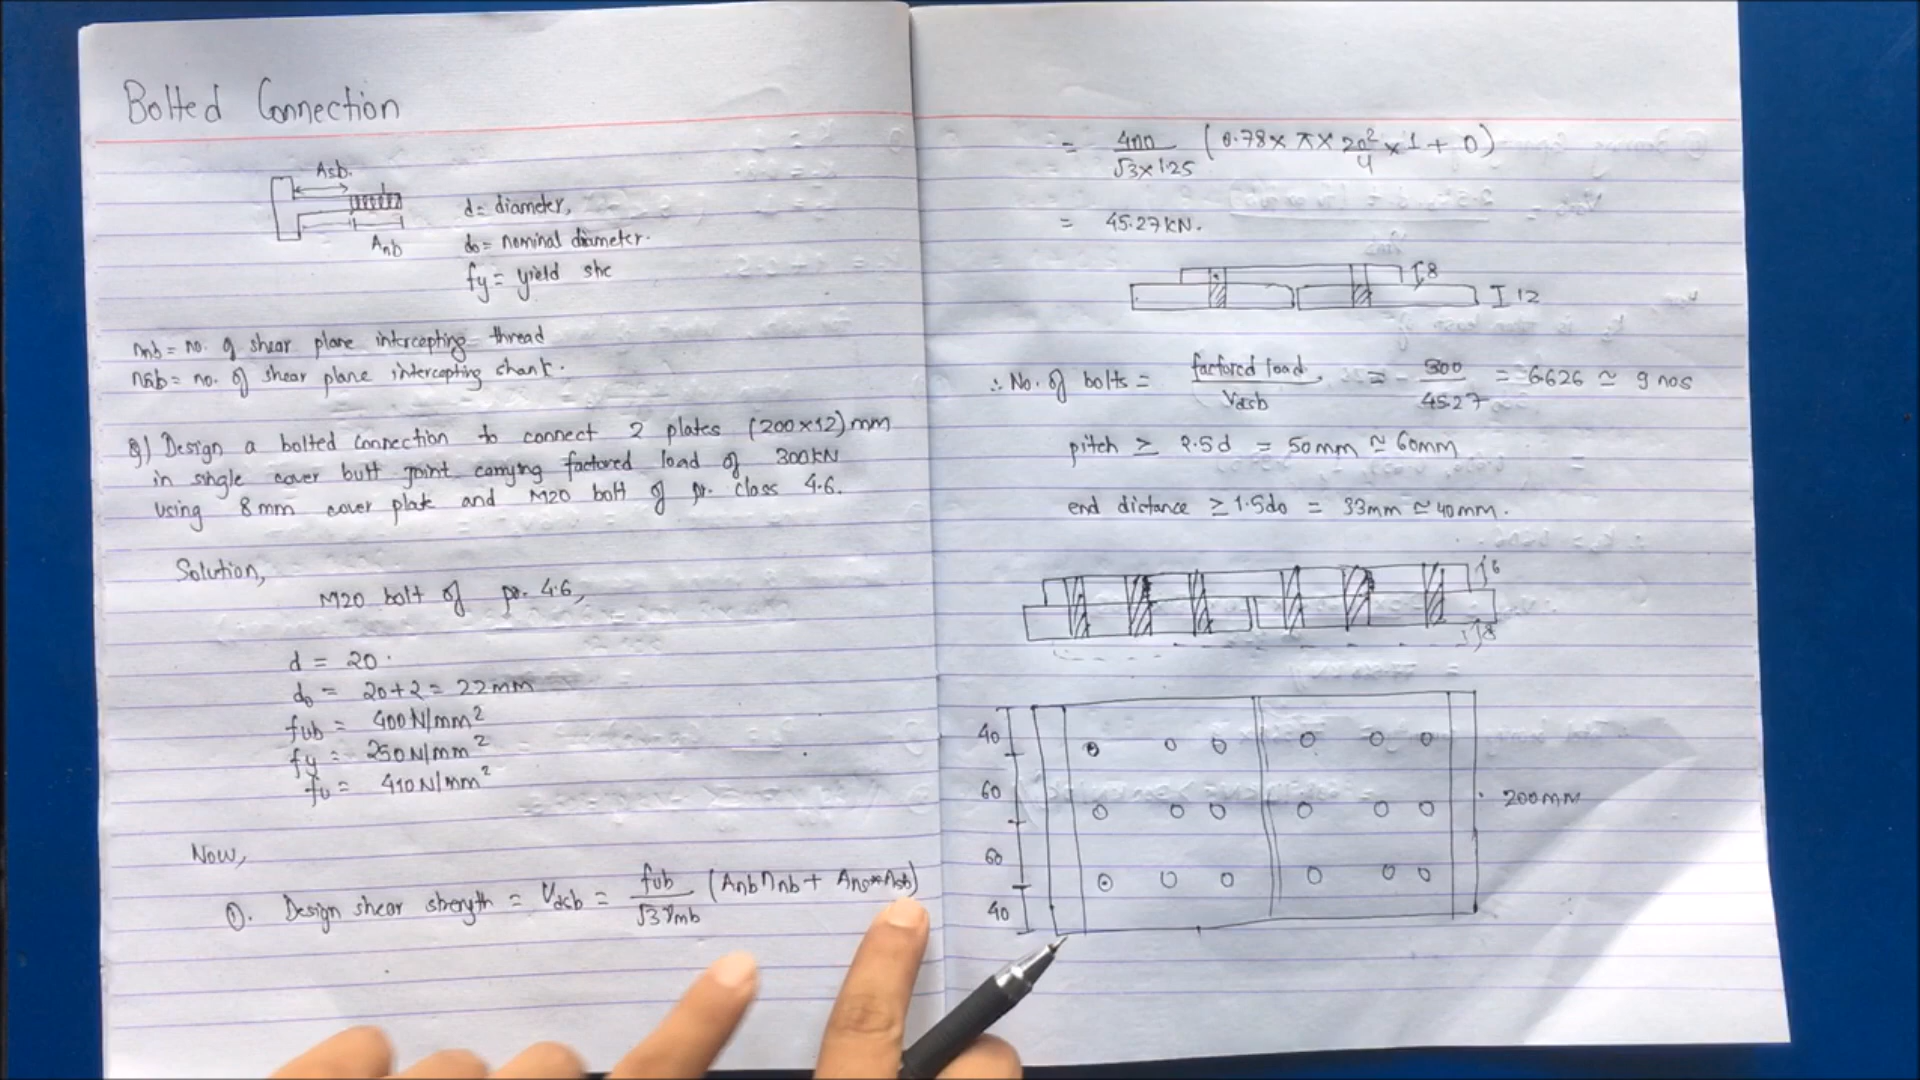 Bolted Connection
Asb.
Anb
d = diameter,
do = nominal diameter.
fy = yield stre
nnb = no. of shear plane intercepting thread
nsb = no. of shear plane intercepting shank.
Q) Design a bolted connection to connect 2 plates (200x12) mm
in single cover butt joint carrying factored load of 300kN
using 8mm cover plate and M20 bolt of pr. class 4.6.
Solution,
M20 bolt of pr. 4.6,
d = 20.
do = 20+2 = 22mm
fub = 400 N/mm2
fy = 250 N/mm2
fu = 410 N/mm2
Now,
①. Design shear strength = Vdsb = fub / √3 γmb (Anb nnb + Ans*nsb)
= 400 / √3 x 1.25 (0.78 x π x 20²/4 x 1 + 0)
= 45.27 kN.
8
12
∴ No. of bolts = factored load / Vdsb = 300 / 45.27 = 6.626 ≃ 9 nos
pitch ≥ 2.5d = 50mm ≃ 60mm
end distance ≥ 1.5do = 33mm ≃ 40mm.
6
8
40
60
60
40
200mm